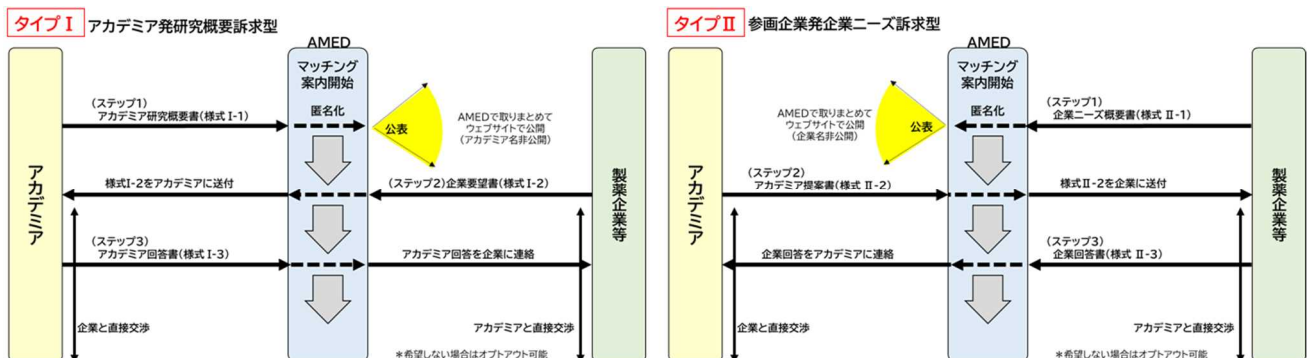 タイプⅠ アカデミア発研究概要訴求型
AMED
マッチング
案内開始
(ステップ1)
アカデミア研究概要書(様式 I-1)
匿名化
公表
AMEDで取りまとめて
ウェブサイトで公開
(アカデミア名非公開)
アカデミア
製薬企業等
様式I-2をアカデミアに送付
(ステップ2)企業要望書(様式 I-2)
(ステップ3)
アカデミア回答書(様式 I-3)
アカデミア回答を企業に連絡
企業と直接交渉
アカデミアと直接交渉
*希望しない場合はオプトアウト可能
タイプⅡ 参画企業発企業ニーズ訴求型
AMED
マッチング
案内開始
(ステップ1)
企業ニーズ概要書(様式 Ⅱ-1)
匿名化
公表
AMEDで取りまとめて
ウェブサイトで公開
(企業名非公開)
アカデミア
製薬企業等
(ステップ2)
アカデミア提案書(様式 Ⅱ-2)
様式Ⅱ-2を企業に送付
(ステップ3)
企業回答書(様式 Ⅱ-3)
企業回答をアカデミアに連絡
企業と直接交渉
アカデミアと直接交渉
*希望しない場合はオプトアウト可能